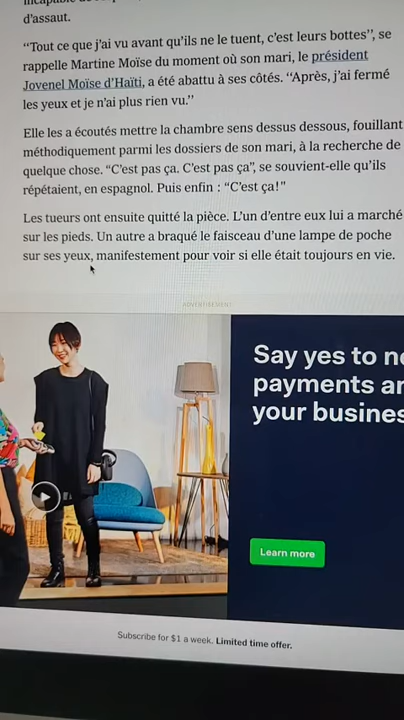 d'assaut.
“Tout ce que j'ai vu avant qu'ils ne le tuent, c'est leurs bottes”, se
rappelle Martine Moïse du moment où son mari, le président
Jovenel Moïse d'Haïti, a été abattu à ses côtés. “Après, j'ai fermé
les yeux et je n'ai plus rien vu.”
Elle les a écoutés mettre la chambre sens dessus dessous, fouillant
méthodiquement parmi les dossiers de son mari, à la recherche de
quelque chose. “C'est pas ça. C'est pas ça”, se souvient-elle qu'ils
répétaient, en espagnol. Puis enfin : “C'est ça!”
Les tueurs ont ensuite quitté la pièce. L'un d'entre eux lui a marché
sur les pieds. Un autre a braqué le faisceau d'une lampe de poche
sur ses yeux, manifestement pour voir si elle était toujours en vie.
ADVERTISEMENT
Say yes to
payments
your
Learn more
Subscribe for $1 a week. Limited time offer.